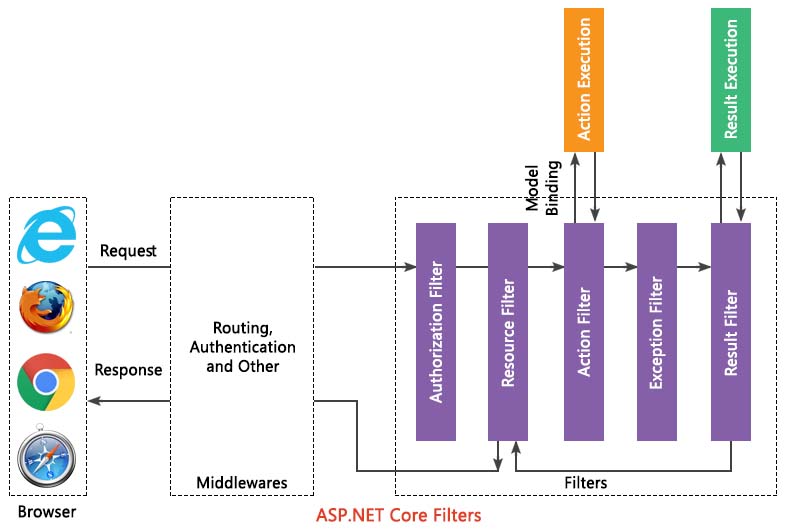 Action Execution
Result Execution
Model
Binding
Request
Response
Routing,
Authentication
and Other
Authorization Filter
Resource Filter
Action Filter
Exception Filter
Result Filter
Middlewares
Filters
Browser
ASP.NET Core Filters